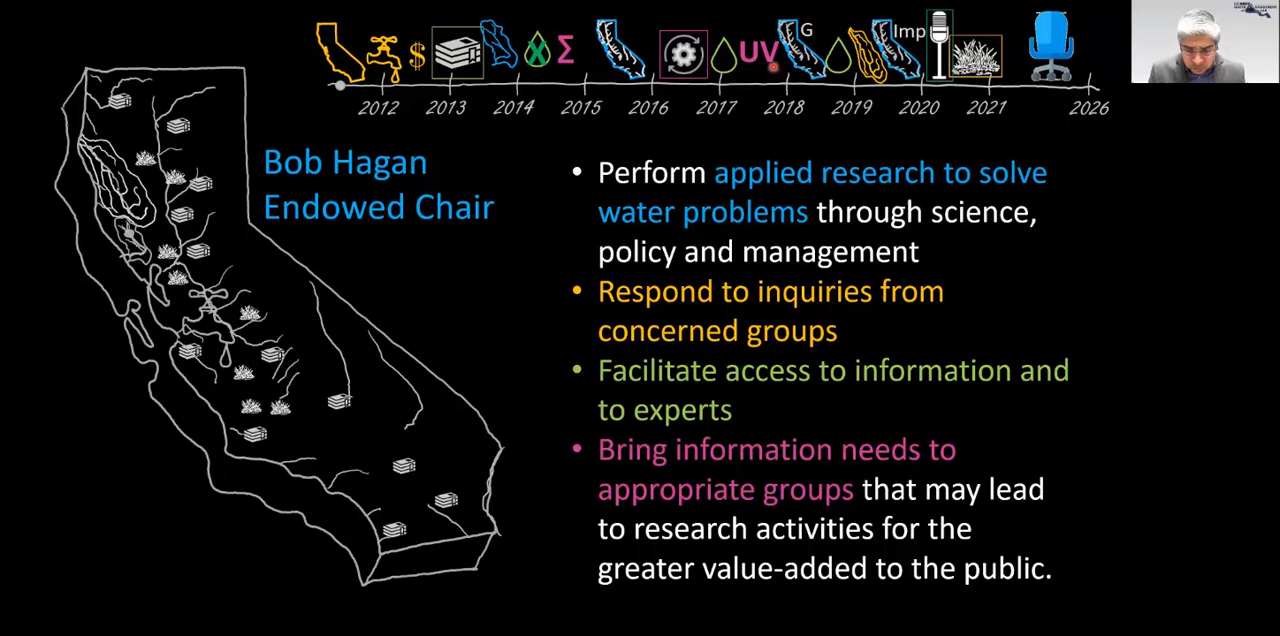 $
X
Σ
UV
G
Imp
2012 2013 2014 2015 2016 2017 2018 2019 2020 2021 2026
Bob Hagan
Endowed Chair
• Perform applied research to solve
water problems through science,
policy and management
• Respond to inquiries from
concerned groups
• Facilitate access to information and
to experts
• Bring information needs to
appropriate groups that may lead
to research activities for the
greater value-added to the public.